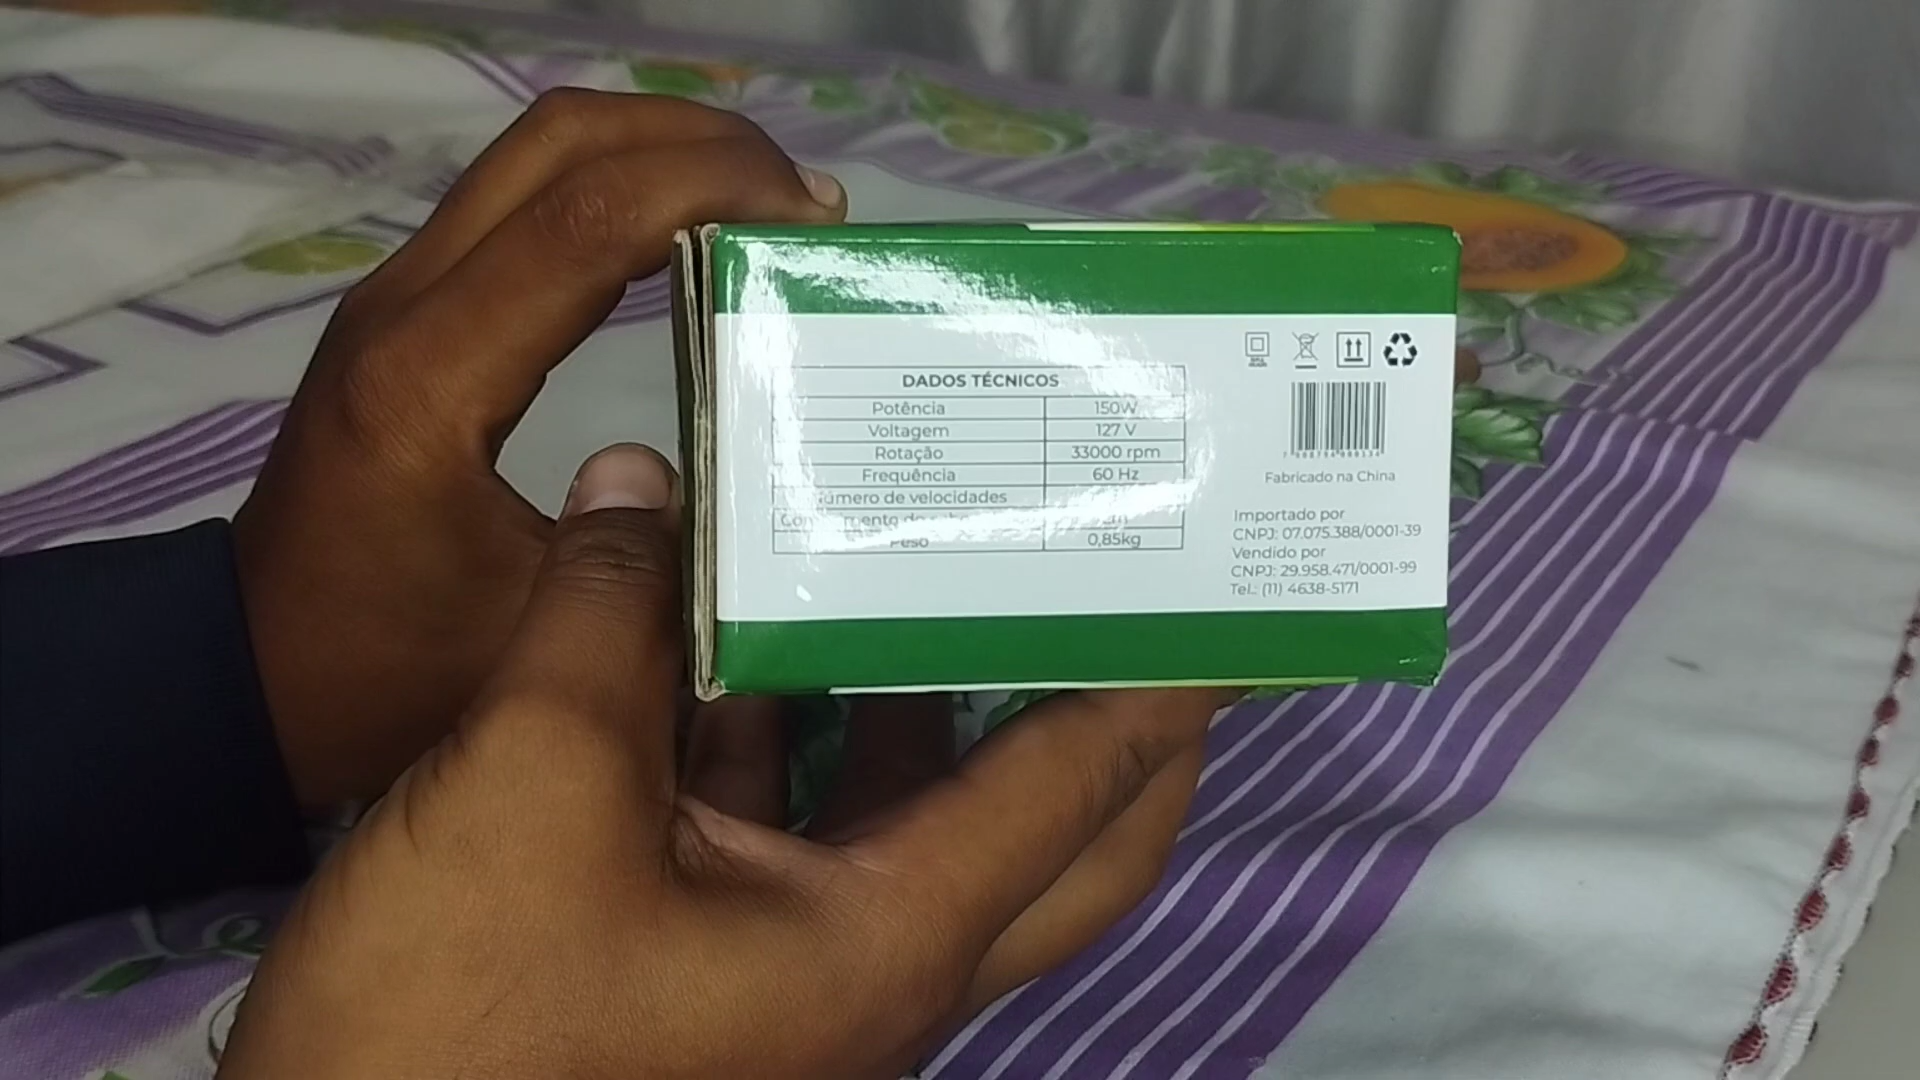 DADOS TÉCNICOS
Potência 150W
Voltagem 127 V
Rotação 33000 rpm
Frequência 60 Hz
Número de velocidades
Peso 0,85kg
Fabricado na China
Importado por
CNPJ: 07.075.388/0001-39
Vendido por
CNPJ: 29.958.471/0001-99
Tel.: (11) 4638-5171